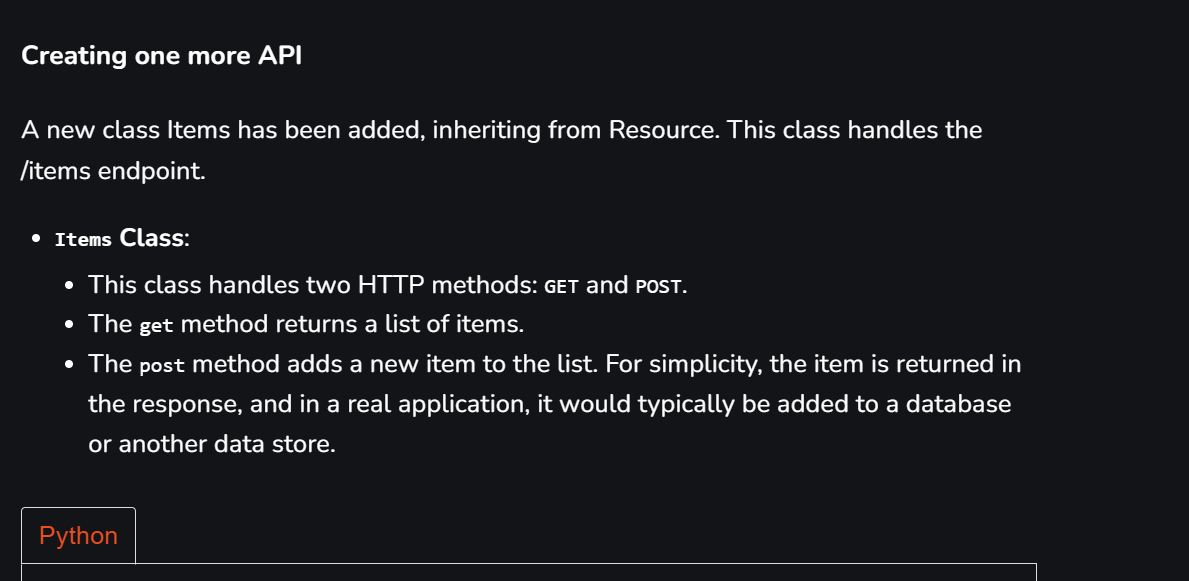 Creating one more API
A new class Items has been added, inheriting from Resource. This class handles the
/items endpoint.
• Items Class:
• This class handles two HTTP methods: GET and POST.
• The get method returns a list of items.
• The post method adds a new item to the list. For simplicity, the item is returned in
the response, and in a real application, it would typically be added to a database
or another data store.
Python